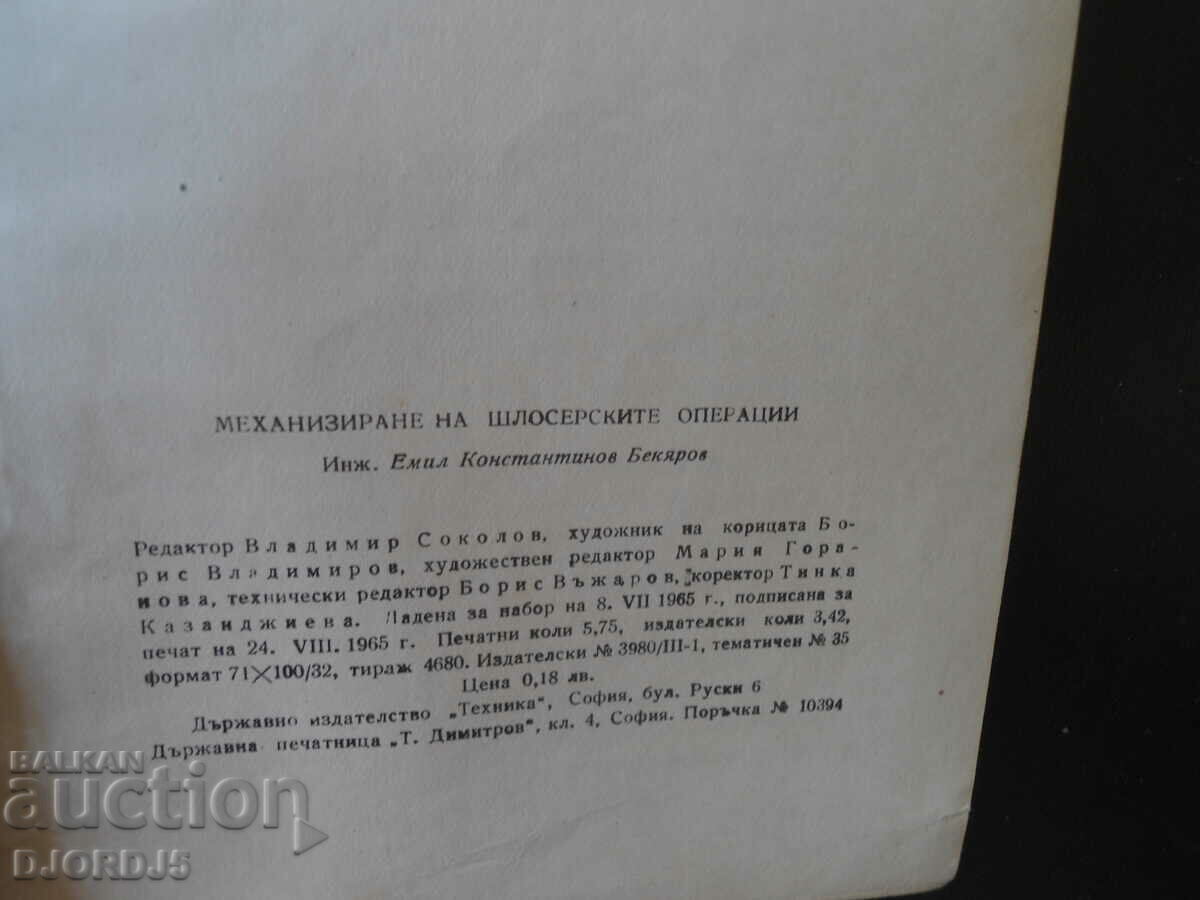 МЕХАНИЗИРАНЕ НА ШЛОСЕРСКИТЕ ОПЕРАЦИИ
Инж. Емил Константинов Бекяров
Редактор Владимир Соколов, художник на корицата Бо-
рис Владимиров, художествен редактор Мария Гора-
нова, технически редактор Борис Въжаров, коректор Тинка
Казанджиева. Дадена за набор на 8. VII 1965 г., подписана за
печат на 24. VIII. 1965 г. Печатни коли 5,75, издателски коли 3,42,
формат 71×100/32, тираж 4680. Издателски № 3980/III-I, тематичен № 35
Цена 0,18 лв.
Държавно издателство „Техника“, София, бул. Руски 6
Държавна печатница „Т. Димитров“, кл. 4, София. Поръчка № 10394
BALKAN
auction
DJORDJ5